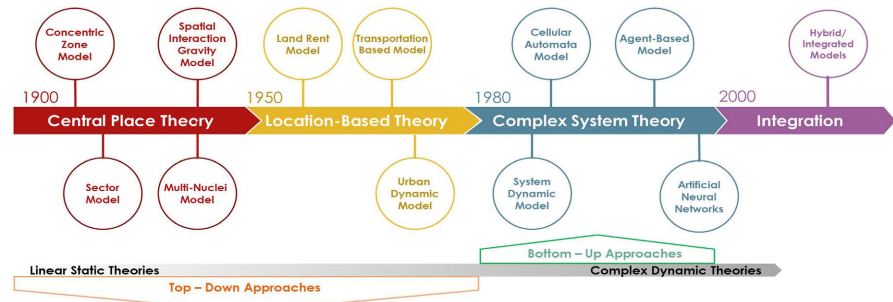 Concentric
Zone
Model
Spatial
Interaction
Gravity
Model
Land Rent
Model
Transportation
Based Model
Cellular
Automata
Model
Agent-Based
Model
Hybrid/
Integrated
Models
1900
1950
1980
2000
Central Place Theory
Location-Based Theory
Complex System Theory
Integration
Sector
Model
Multi-Nuclei
Model
Urban
Dynamic
Model
System
Dynamic
Model
Artificial
Neural
Networks
Bottom – Up Approaches
Linear Static Theories
Complex Dynamic Theories
Top – Down Approaches